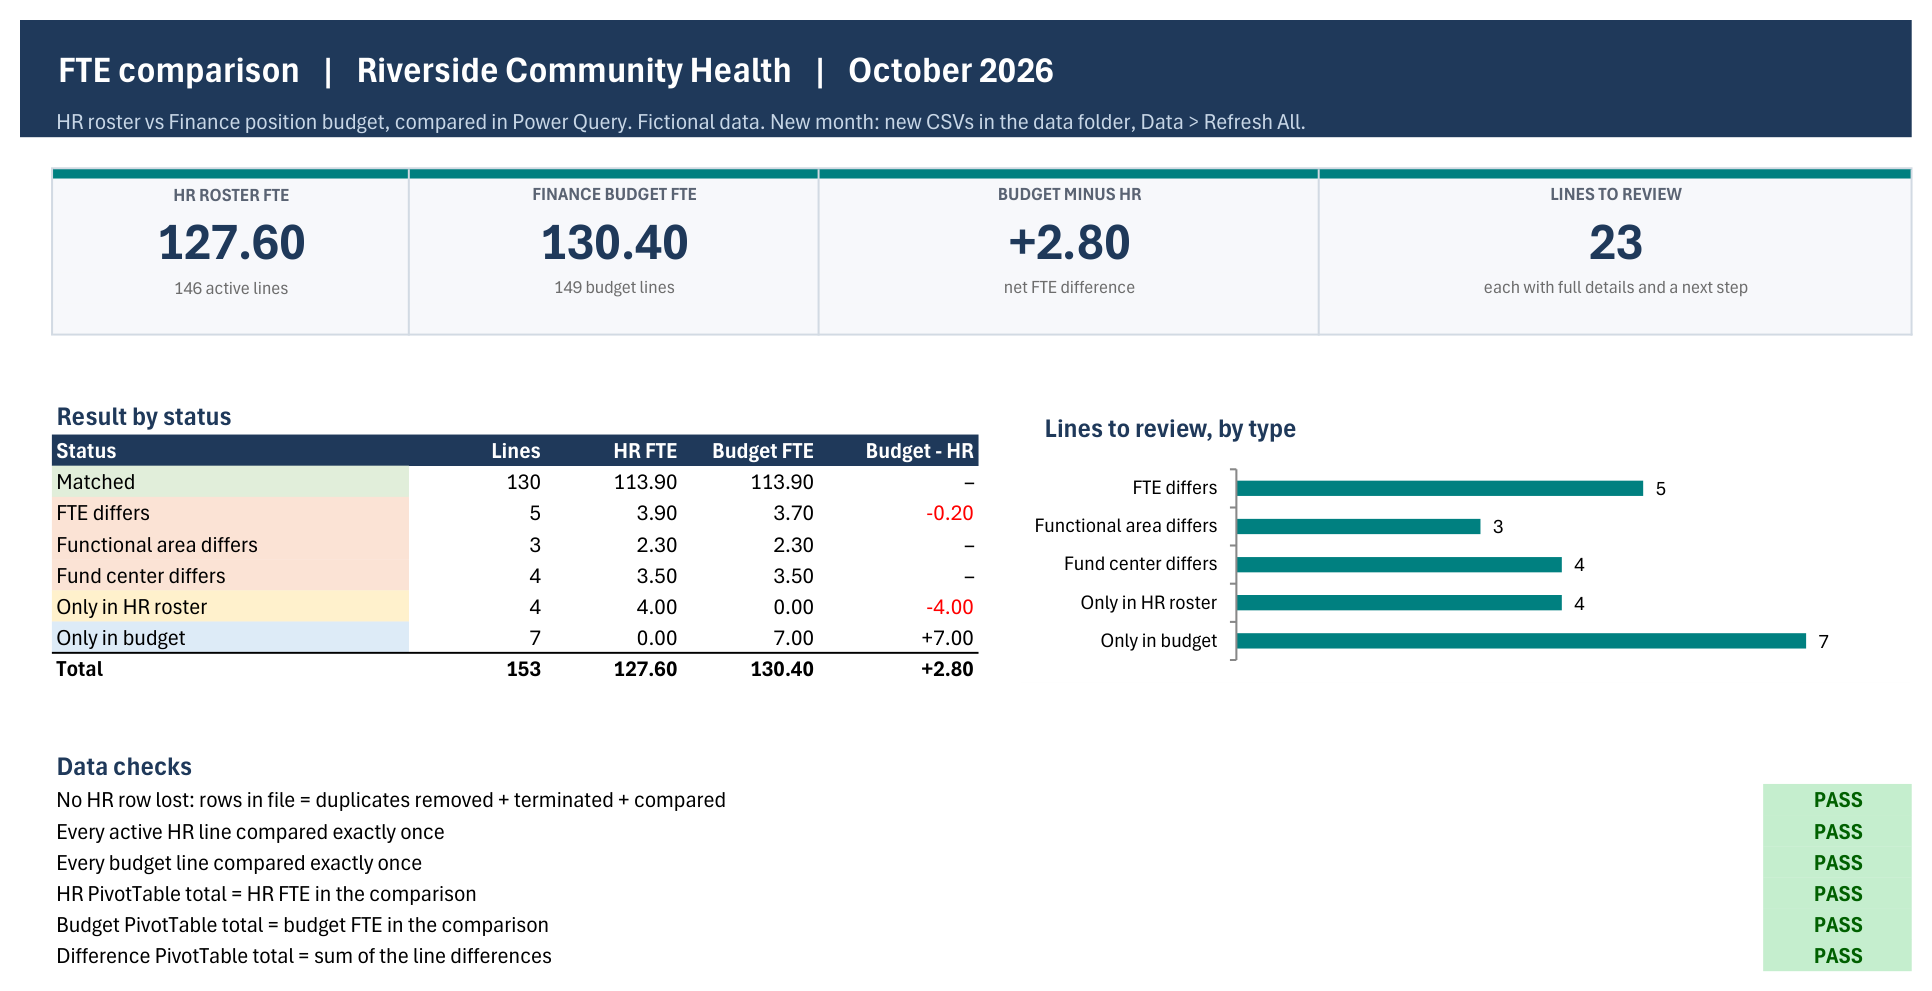 FTE comparison | Riverside Community Health | October 2026
HR roster vs Finance position budget, compared in Power Query. Fictional data. New month: new CSVs in the data folder, Data > Refresh All.
HR ROSTER FTE
127.60
146 active lines
FINANCE BUDGET FTE
130.40
149 budget lines
BUDGET MINUS HR
+2.80
net FTE difference
LINES TO REVIEW
23
each with full details and a next step
Result by status
Status Lines HR FTE Budget FTE Budget - HR
Matched 130 113.90 113.90 –
FTE differs 5 3.90 3.70 -0.20
Functional area differs 3 2.30 2.30 –
Fund center differs 4 3.50 3.50 –
Only in HR roster 4 4.00 0.00 -4.00
Only in budget 7 0.00 7.00 +7.00
Total 153 127.60 130.40 +2.80
Lines to review, by type
FTE differs 5
Functional area differs 3
Fund center differs 4
Only in HR roster 4
Only in budget 7
Data checks
No HR row lost: rows in file = duplicates removed + terminated + compared PASS
Every active HR line compared exactly once PASS
Every budget line compared exactly once PASS
HR PivotTable total = HR FTE in the comparison PASS
Budget PivotTable total = budget FTE in the comparison PASS
Difference PivotTable total = sum of the line differences PASS